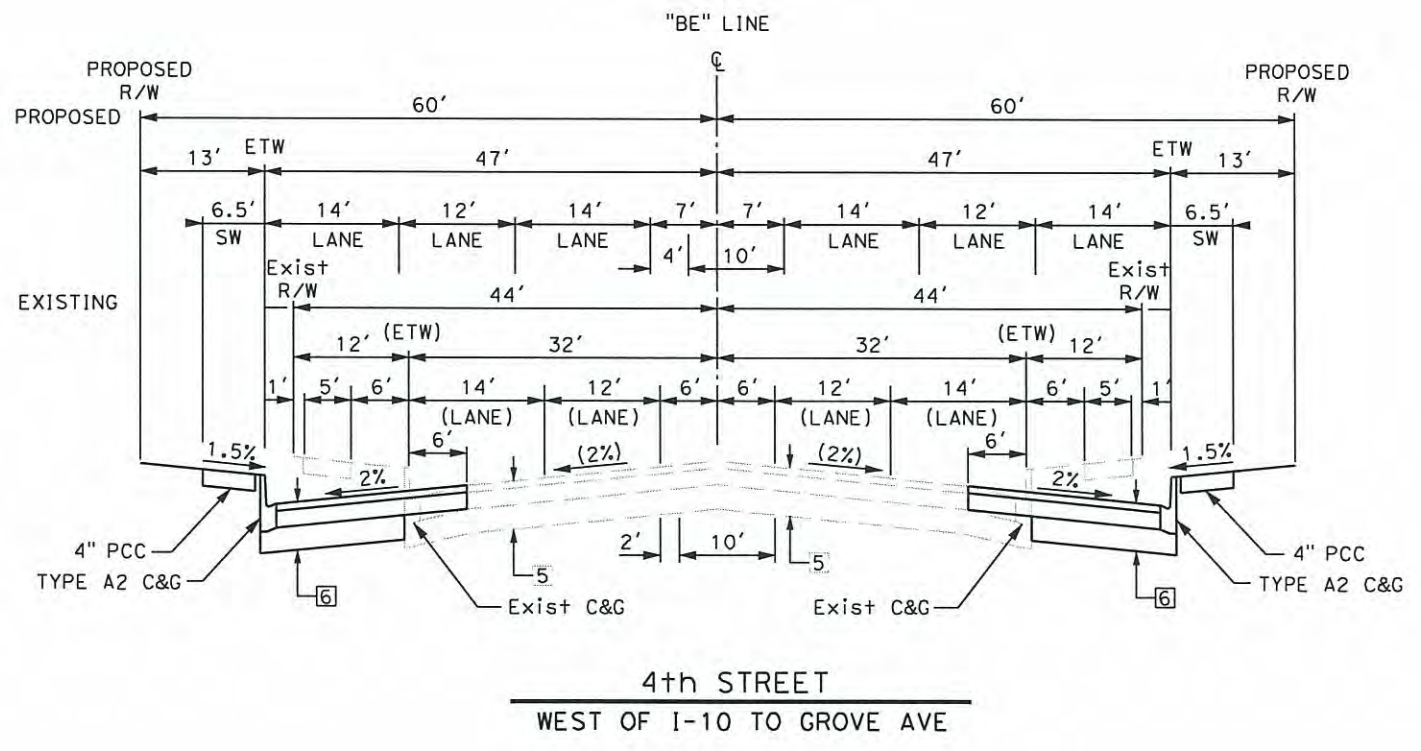 "BE" LINE
℄
PROPOSED
R/W
PROPOSED
R/W
PROPOSED
60′ 60′
ETW ETW
13′ 47′ 47′ 13′
6.5′ 14′ 12′ 14′ 7′ 7′ 14′ 12′ 14′ 6.5′
SW LANE LANE LANE LANE LANE LANE SW
4′ 10′
Exist
R/W
Exist
R/W
EXISTING
44′ 44′
(ETW) (ETW)
12′ 32′ 32′ 12′
1′ 5′ 6′ 14′ 12′ 6′ 6′ 12′ 14′ 6′ 5′ 1′
(LANE) (LANE) (LANE) (LANE)
6′ 6′
1.5% 2% (2%) (2%) 2% 1.5%
4" PCC
TYPE A2 C&G
6
5
Exist C&G
2′ 10′
5
Exist C&G
6
4" PCC
TYPE A2 C&G
4th STREET
WEST OF I-10 TO GROVE AVE